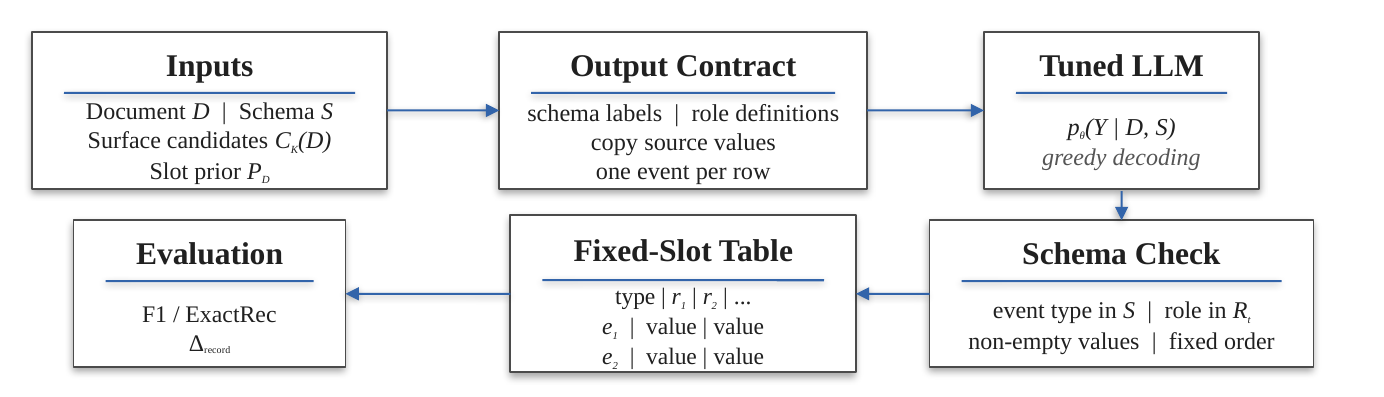 Inputs
Document D | Schema S
Surface candidates C_K(D)
Slot prior P_D
Output Contract
schema labels | role definitions
copy source values
one event per row
Tuned LLM
p_θ(Y | D, S)
greedy decoding
Schema Check
event type in S | role in R_t
non-empty values | fixed order
Fixed-Slot Table
type | r_1 | r_2 | ...
e_1 | value | value
e_2 | value | value
Evaluation
F1 / ExactRec
Δ_record